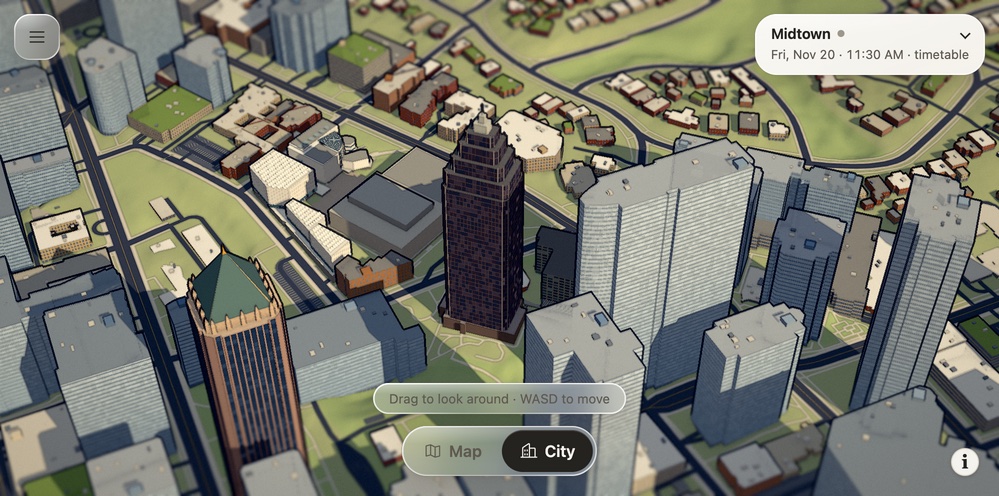 Midtown
Fri, Nov 20 · 11:30 AM · timetable
Drag to look around · WASD to move
Map
City